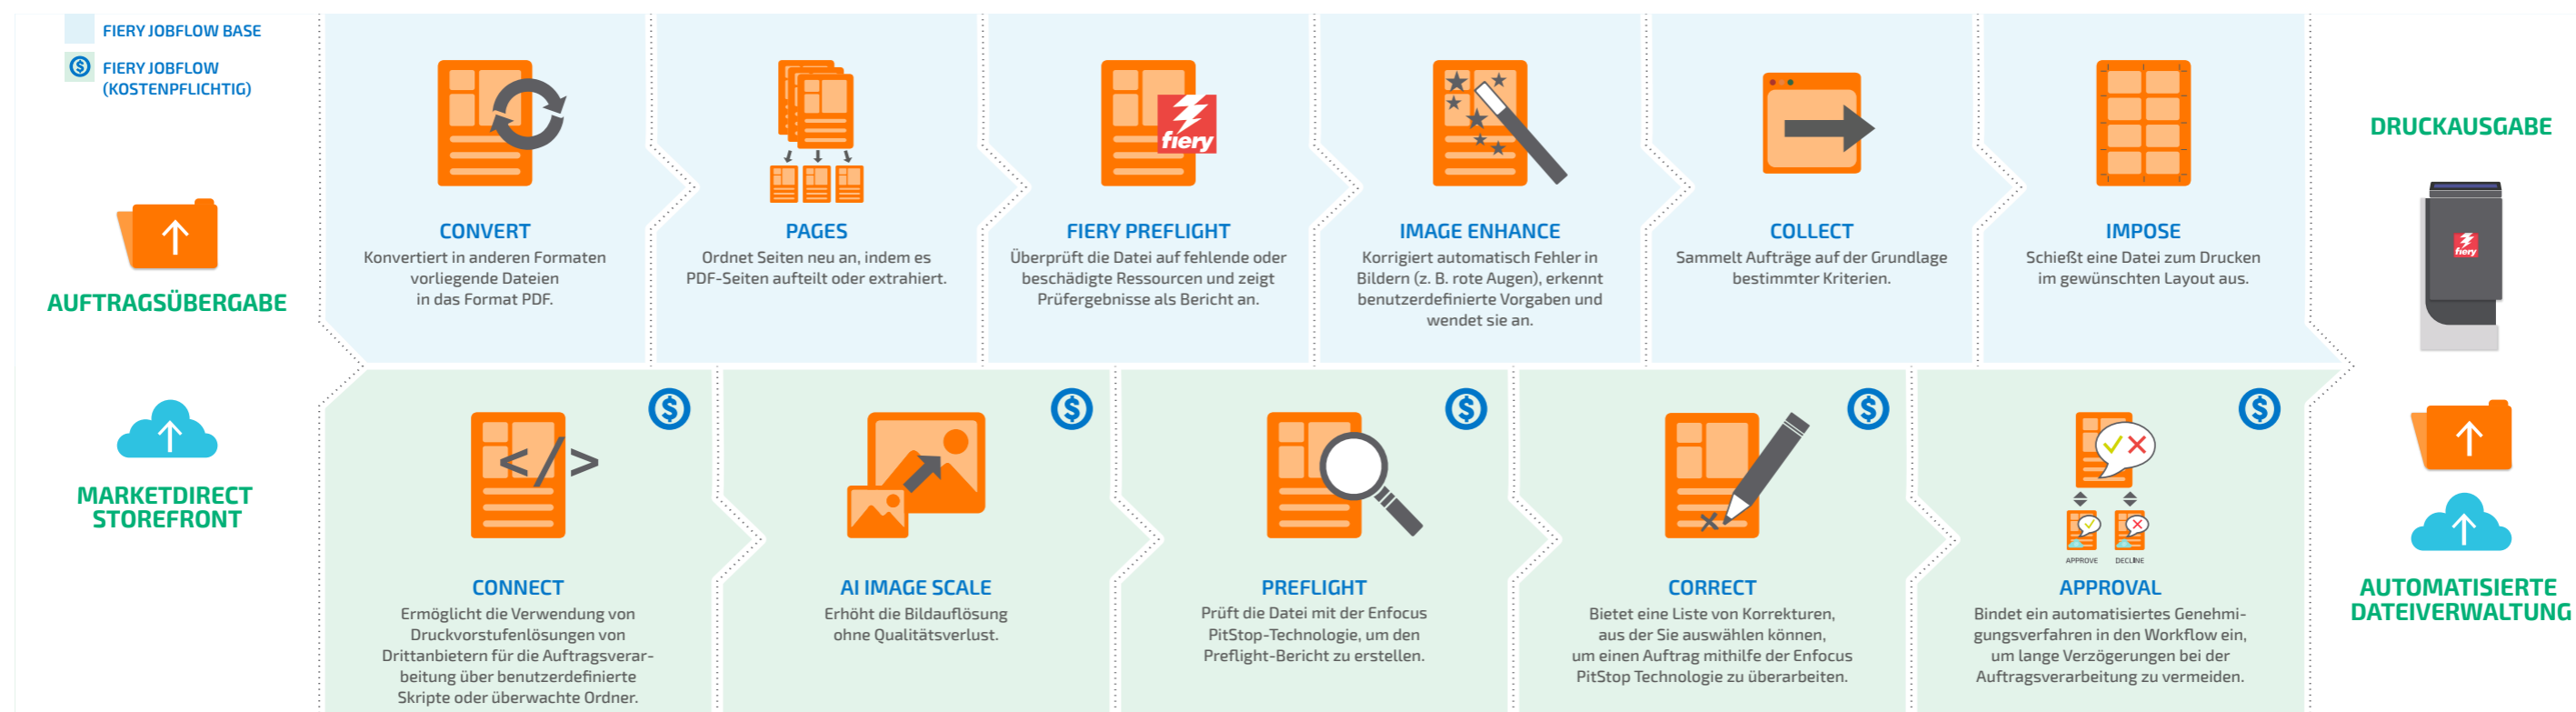 FIERY JOBFLOW BASE
FIERY JOBFLOW
(KOSTENPFLICHTIG)
AUFTRAGSÜBERGABE
MARKETDIRECT
STOREFRONT
CONVERT
Konvertiert in anderen Formaten
vorliegende Dateien
in das Format PDF.
PAGES
Ordnet Seiten neu an, indem es
PDF-Seiten aufteilt oder extrahiert.
fiery
FIERY PREFLIGHT
Überprüft die Datei auf fehlende oder
beschädigte Ressourcen und zeigt
Prüfergebnisse als Bericht an.
IMAGE ENHANCE
Korrigiert automatisch Fehler in
Bildern (z. B. rote Augen), erkennt
benutzerdefinierte Vorgaben und
wendet sie an.
COLLECT
Sammelt Aufträge auf der Grundlage
bestimmter Kriterien.
IMPOSE
Schießt eine Datei zum Drucken
im gewünschten Layout aus.
$
</>
CONNECT
Ermöglicht die Verwendung von
Druckvorstufenlösungen von
Drittanbietern für die Auftragsverar-
beitung über benutzerdefinierte
Skripte oder überwachte Ordner.
$
AI IMAGE SCALE
Erhöht die Bildauflösung
ohne Qualitätsverlust.
$
PREFLIGHT
Prüft die Datei mit der Enfocus
PitStop-Technologie, um den
Preflight-Bericht zu erstellen.
$
CORRECT
Bietet eine Liste von Korrekturen,
aus der Sie auswählen können,
um einen Auftrag mithilfe der Enfocus
PitStop Technologie zu überarbeiten.
$
APPROVE
DECLINE
APPROVAL
Bindet ein automatisiertes Genehmi-
gungsverfahren in den Workflow ein,
um lange Verzögerungen bei der
Auftragsverarbeitung zu vermeiden.
DRUCKAUSGABE
fiery
AUTOMATISIERTE
DATEIVERWALTUNG